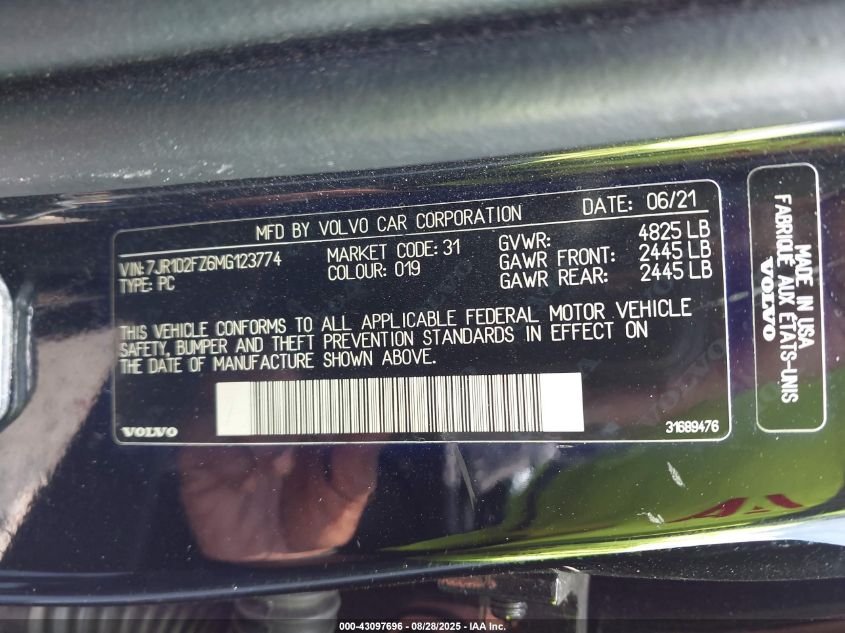 MFD BY VOLVO CAR CORPORATION DATE: 06/21
VIN:7JR102FZ6MG123774 MARKET CODE: 31 GVWR: 4825 LB
TYPE: PC COLOUR: 019 GAWR FRONT: 2445 LB
GAWR REAR: 2445 LB
THIS VEHICLE CONFORMS TO ALL APPLICABLE FEDERAL MOTOR VEHICLE
SAFETY, BUMPER AND THEFT PREVENTION STANDARDS IN EFFECT ON
THE DATE OF MANUFACTURE SHOWN ABOVE.
VOLVO 31689476
MADE IN USA
FABRIQUÉ AUX ÉTATS-UNIS
VOLVO
000-43097696 - 08/28/2025 - IAA Inc.